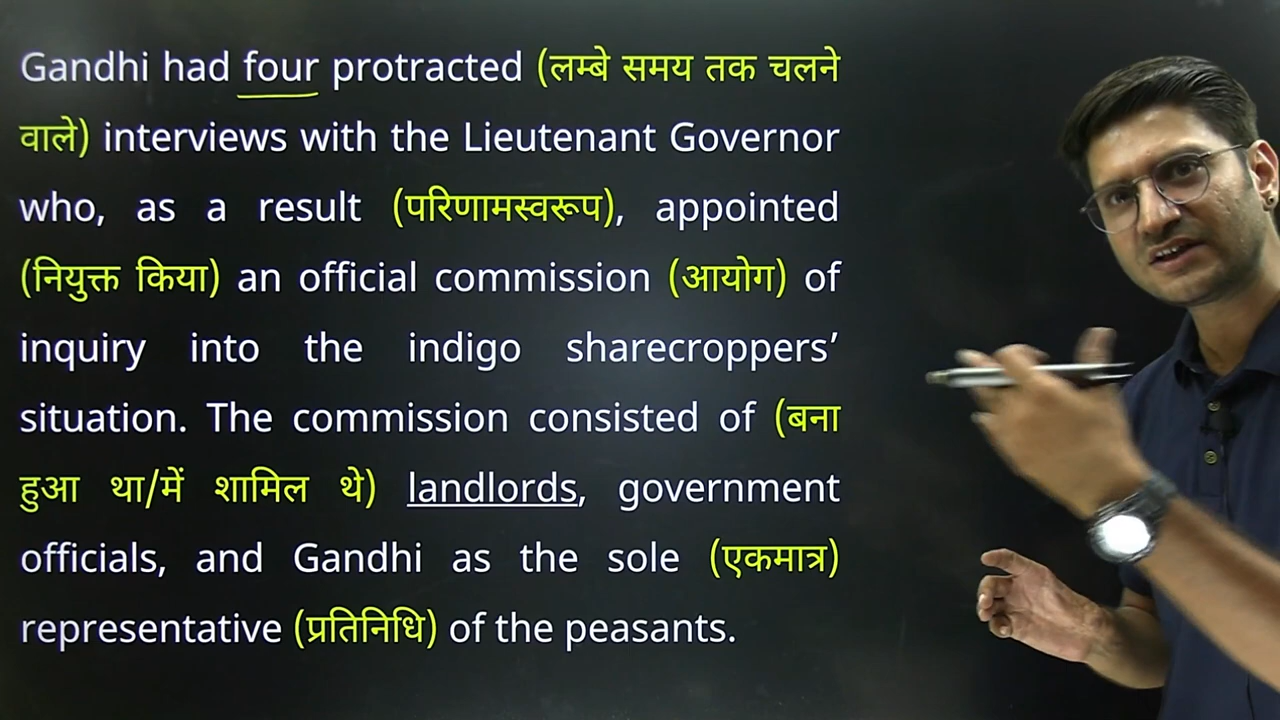 Gandhi had four protracted (लम्बे समय तक चलने
वाले) interviews with the Lieutenant Governor
who, as a result (परिणामस्वरूप), appointed
(नियुक्त किया) an official commission (आयोग) of
inquiry into the indigo sharecroppers’
situation. The commission consisted of (बना
हुआ था/में शामिल थे) landlords, government
officials, and Gandhi as the sole (एकमात्र)
representative (प्रतिनिधि) of the peasants.